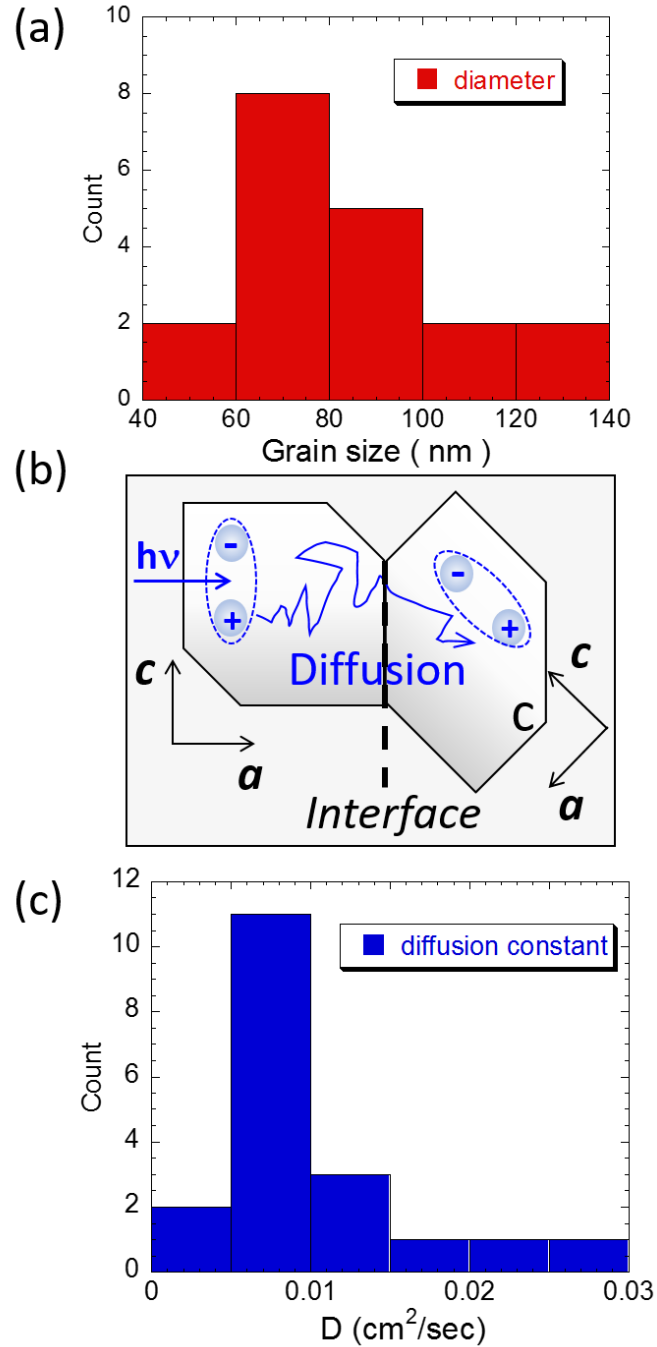 (a)
10
8
6
4
2
0
Count
diameter
40 60 80 100 120 140
Grain size ( nm )
(b)
hν
-
+
Diffusion
-
+
c
a
C
c
a
Interface
(c)
12
10
8
6
4
2
0
Count
diffusion constant
0 0.01 0.02 0.03
D (cm²/sec)